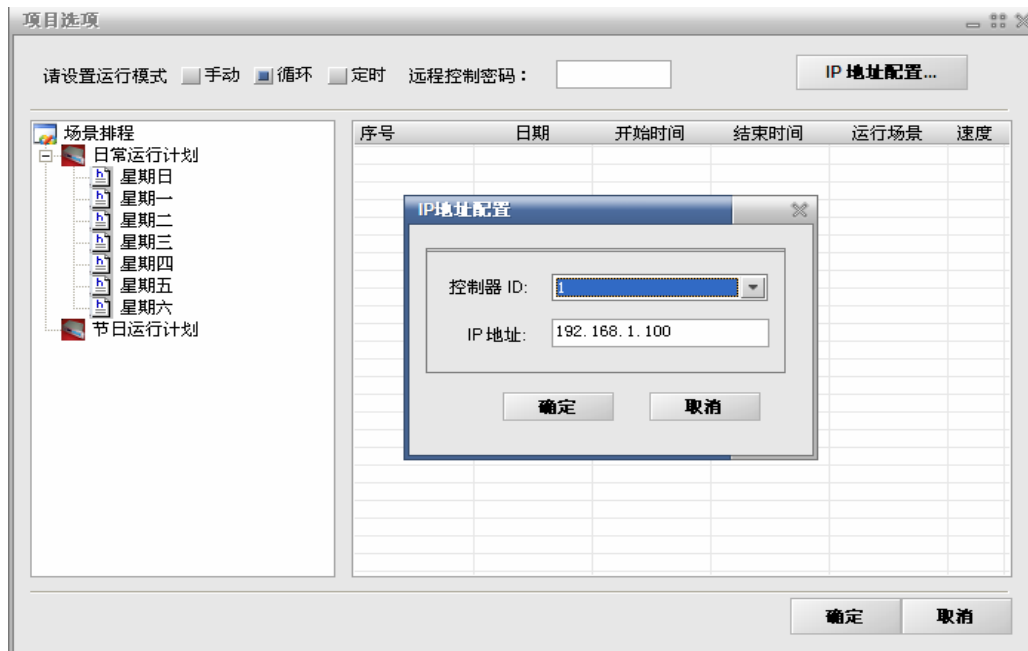 项目选项
请设置运行模式 手动 循环 定时 远程控制密码： IP 地址配置...
场景排程
日常运行计划
星期日
星期一
星期二
星期三
星期四
星期五
星期六
节日运行计划
序号 日期 开始时间 结束时间 运行场景 速度
IP地址配置
控制器 ID: 1
IP 地址: 192.168.1.100
确定 取消
确定 取消